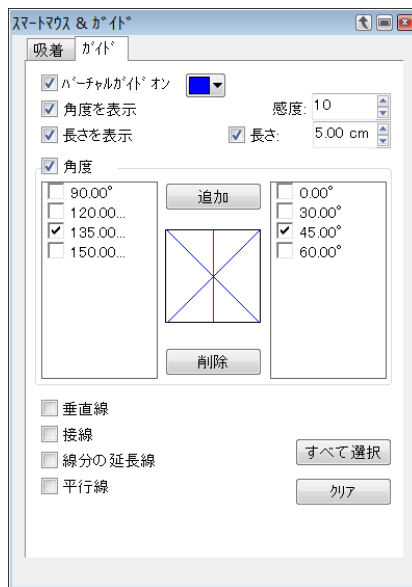 ｽﾏｰﾄﾏｳｽ & ｶﾞｲﾄﾞ
吸着 ｶﾞｲﾄﾞ
ﾊﾞｰﾁｬﾙｶﾞｲﾄﾞ ｵﾝ
角度を表示 感度: 10
長さを表示 長さ: 5.00 cm
角度
90.00° 追加 0.00°
120.00... 30.00°
135.00... 45.00°
150.00... 60.00°
削除
垂直線
接線
線分の延長線 すべて選択
平行線 ｸﾘｱ